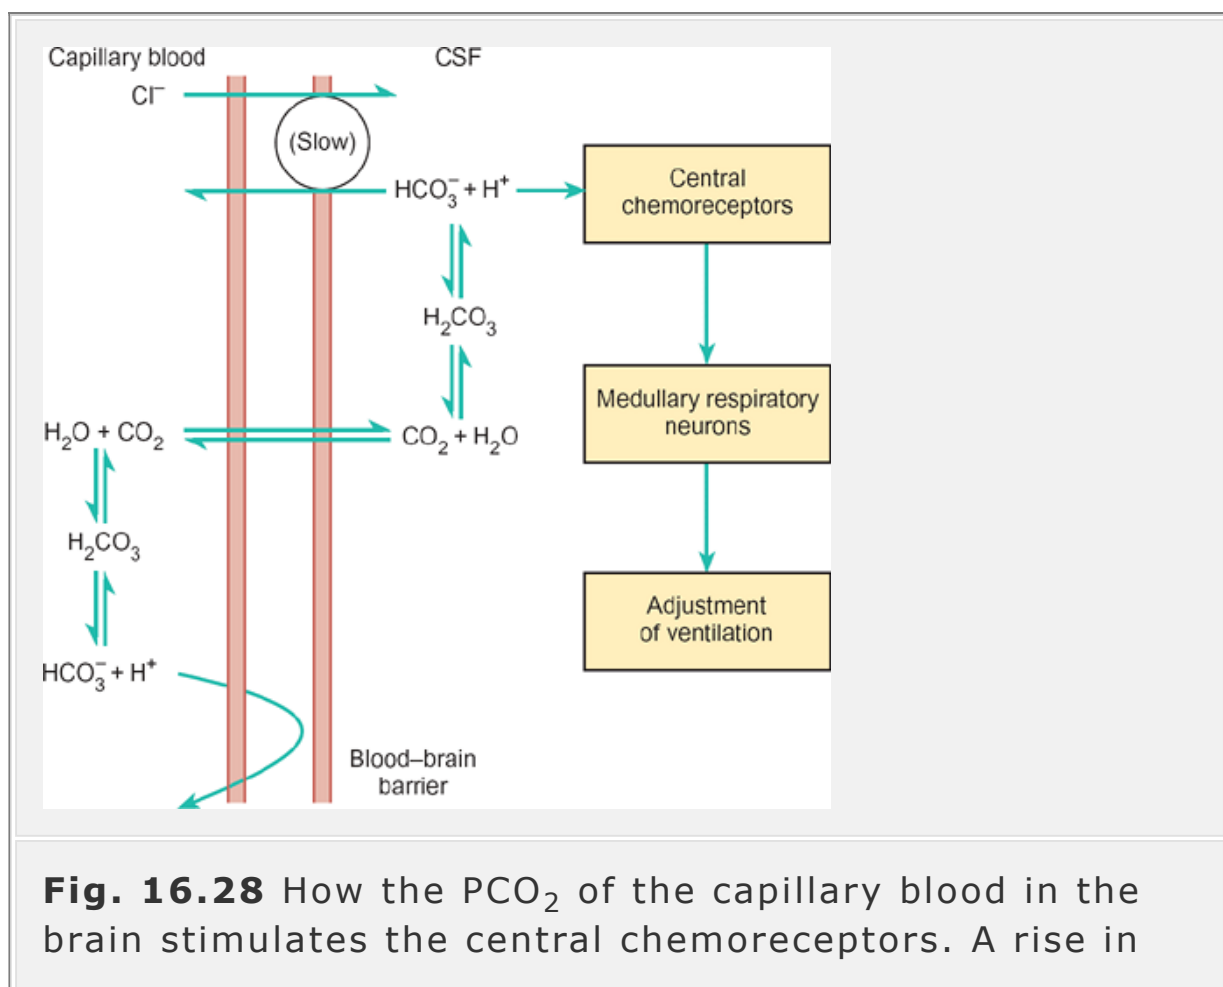 Capillary blood
CSF
Cl⁻
(Slow)
HCO₃⁻ + H⁺
Central
chemoreceptors
H₂CO₃
Medullary respiratory
neurons
H₂O + CO₂
CO₂ + H₂O
H₂CO₃
Adjustment
of ventilation
HCO₃⁻ + H⁺
Blood–brain
barrier
Fig. 16.28 How the PCO₂ of the capillary blood in the
brain stimulates the central chemoreceptors. A rise in